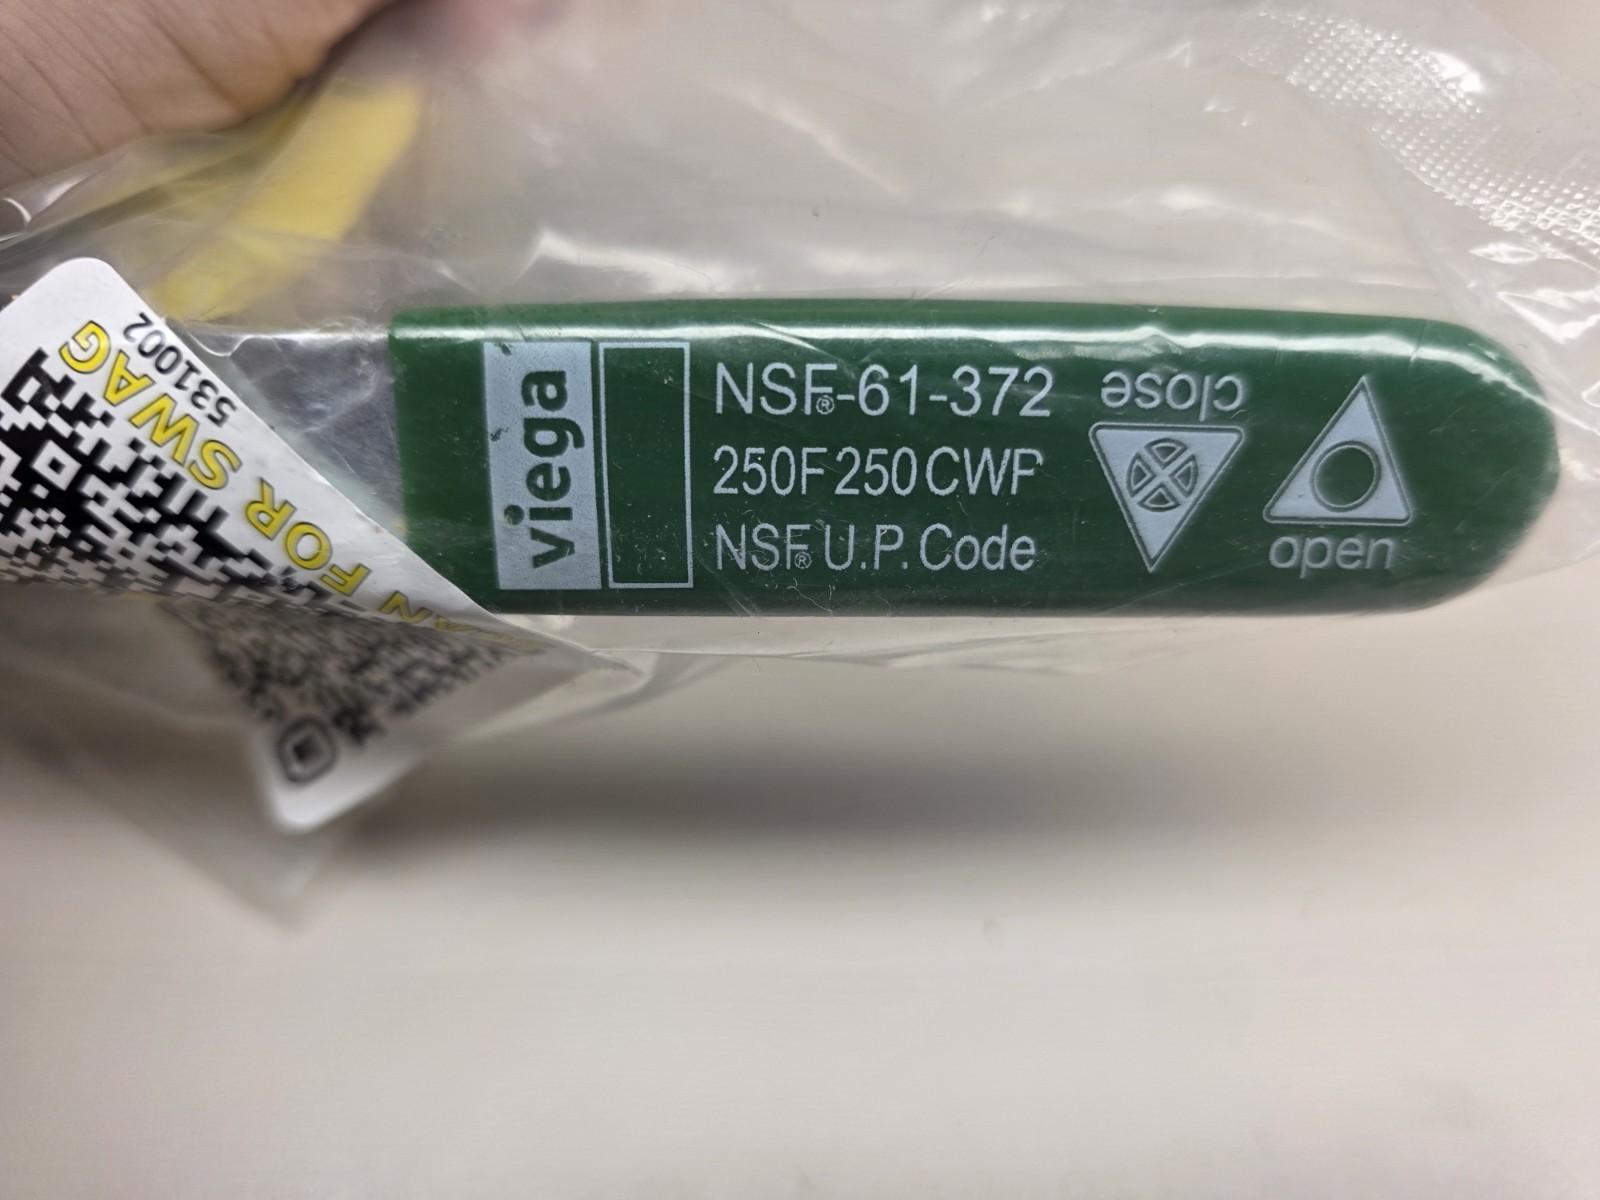 viega
NSF®-61-372
250F 250 CWP
NSF® U.P. Code
close
open
FOR SWAG
531002